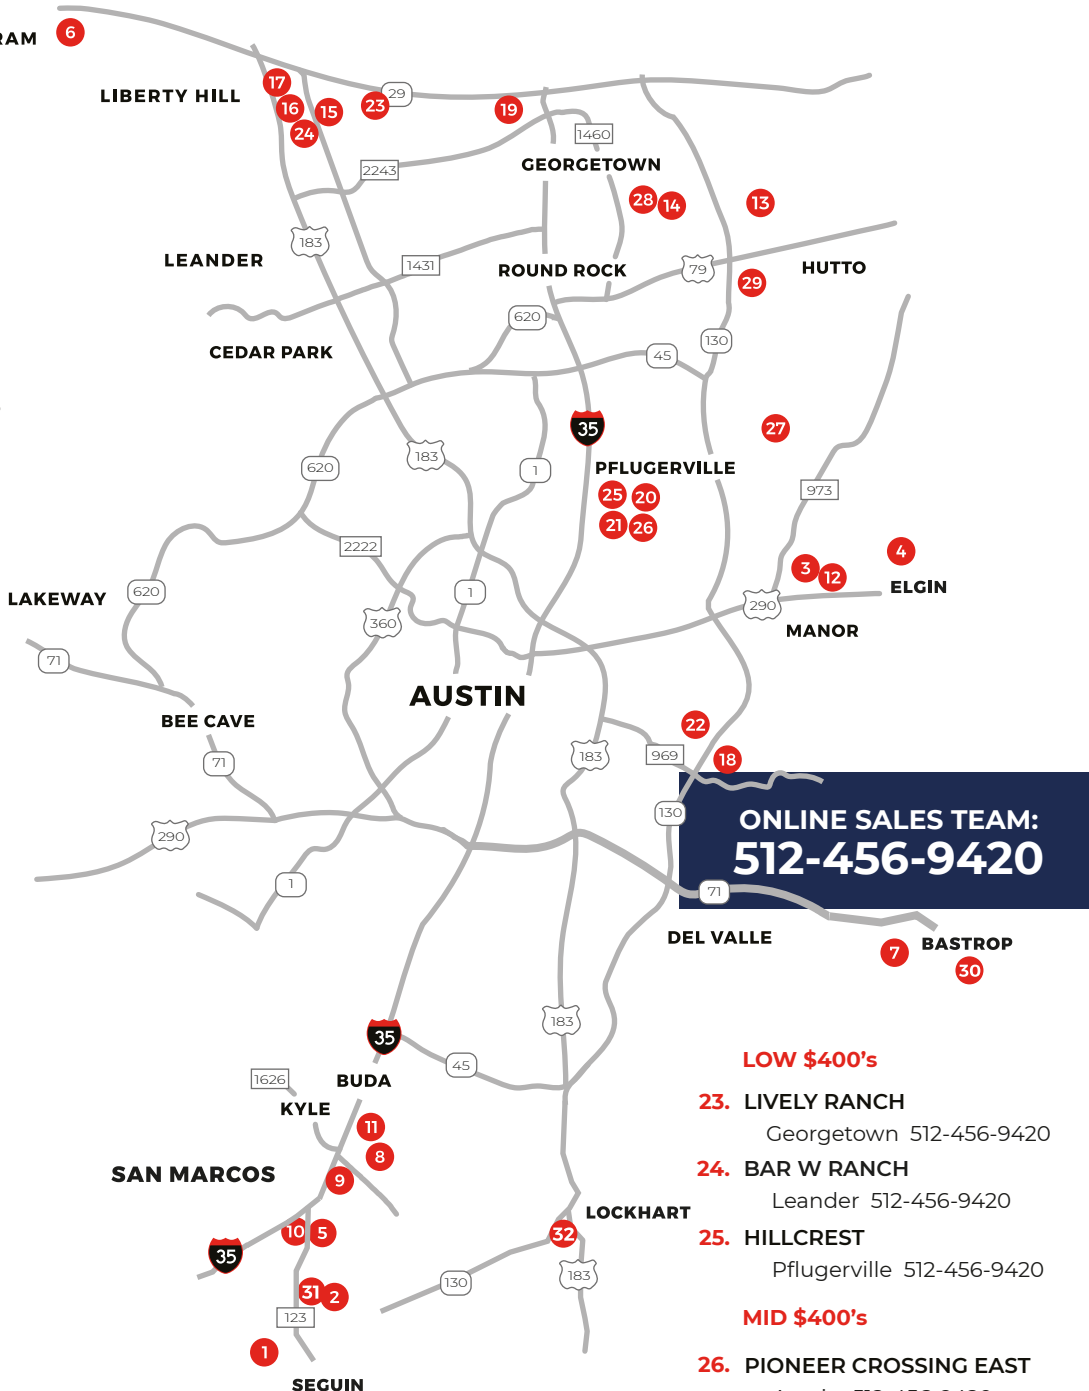 RAM
6
17
LIBERTY HILL
16
15
23
29
19
24
1460
GEORGETOWN
2243
28
14
13
183
LEANDER
1431
ROUND ROCK
79
HUTTO
29
620
CEDAR PARK
45
130
35
27
183
620
1
PFLUGERVILLE
25
20
973
21
26
2222
4
3
12
ELGIN
LAKEWAY
620
1
290
360
MANOR
71
AUSTIN
BEE CAVE
22
183
969
18
71
130
ONLINE SALES TEAM:
512-456-9420
290
1
71
DEL VALLE
BASTROP
7
30
183
35
45
1626
BUDA
KYLE
11
8
SAN MARCOS
9
10
5
35
LOCKHART
32
183
130
31
2
123
1
SEGUIN
LOW $400's
23. LIVELY RANCH
Georgetown 512-456-9420
24. BAR W RANCH
Leander 512-456-9420
25. HILLCREST
Pflugerville 512-456-9420
MID $400's
26. PIONEER CROSSING EAST